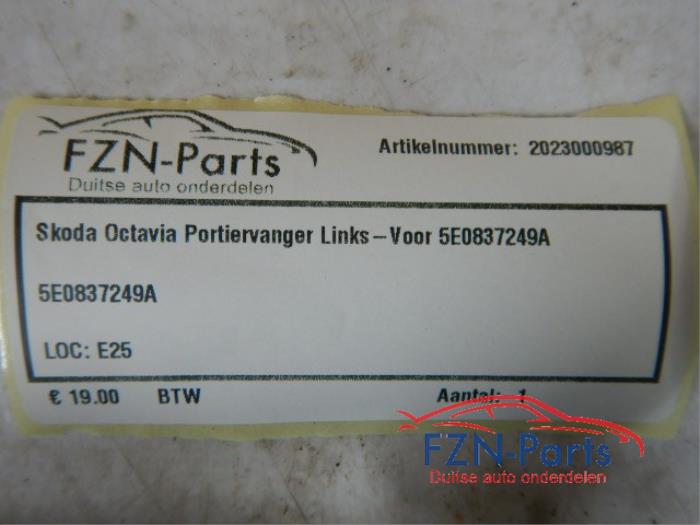 FZN-Parts
Duitse auto onderdelen
Artikelnummer: 2023000987
Skoda Octavia Portiervanger Links-Voor 5E0837249A
5E0837249A
LOC: E25
€ 19.00 BTW Aantal: 1
FZN-Parts
Duitse auto onderdelen